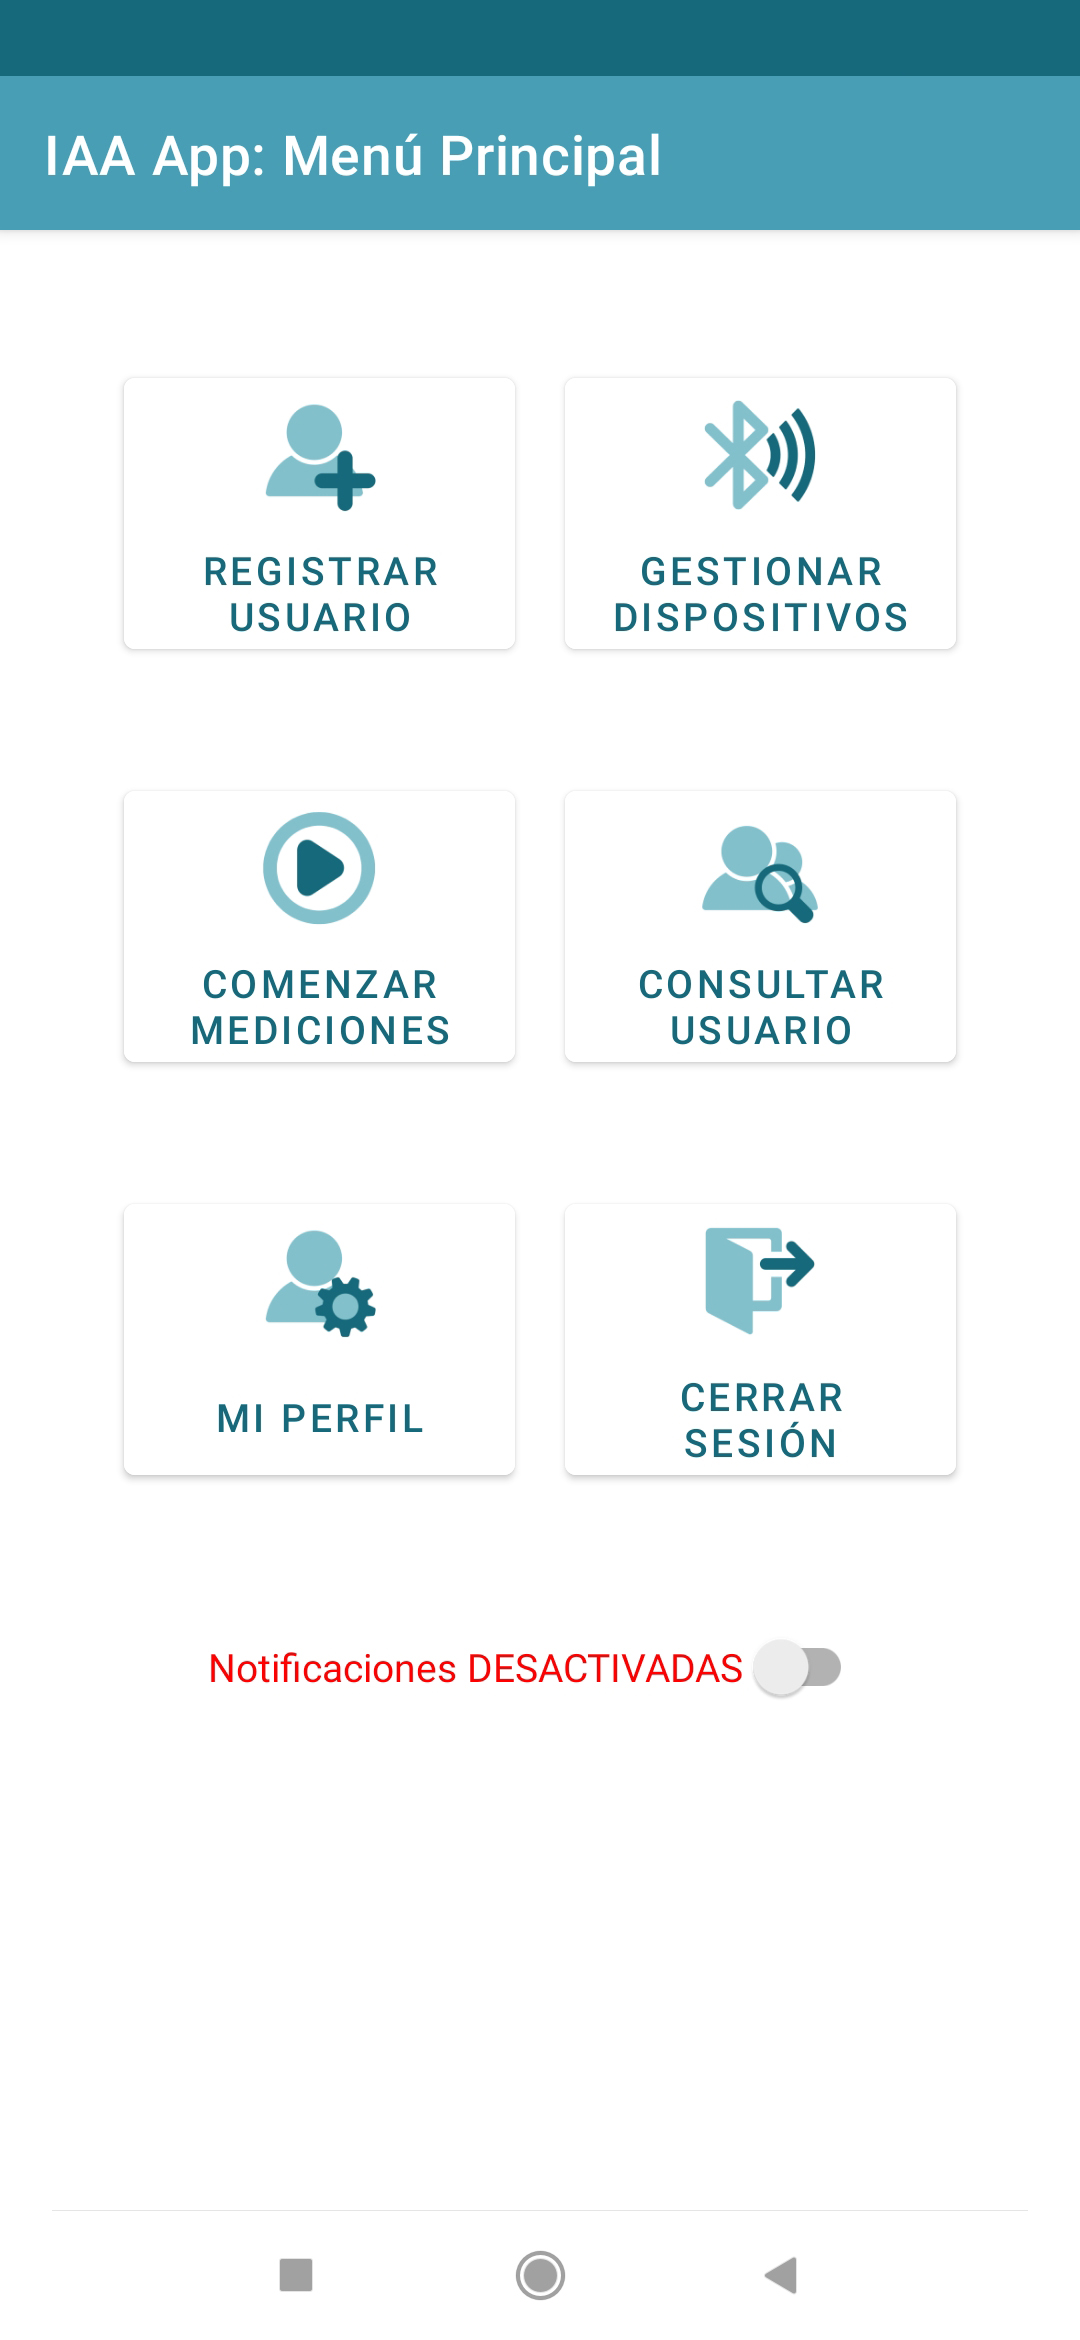 IAA App: Menú Principal
REGISTRAR
USUARIO
GESTIONAR
DISPOSITIVOS
COMENZAR
MEDICIONES
CONSULTAR
USUARIO
MI PERFIL
CERRAR
SESIÓN
Notificaciones DESACTIVADAS